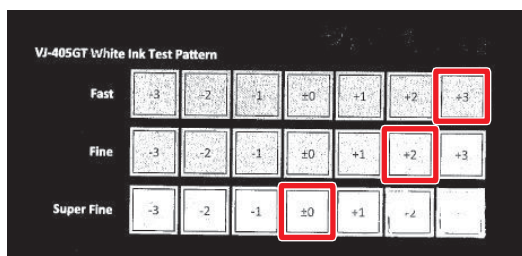 VJ-405GT White Ink Test Pattern
Fast -3 -2 -1 ±0 +1 +2 +3
Fine -3 -2 -1 ±0 +1 +2 +3
Super Fine -3 -2 -1 ±0 +1 +2